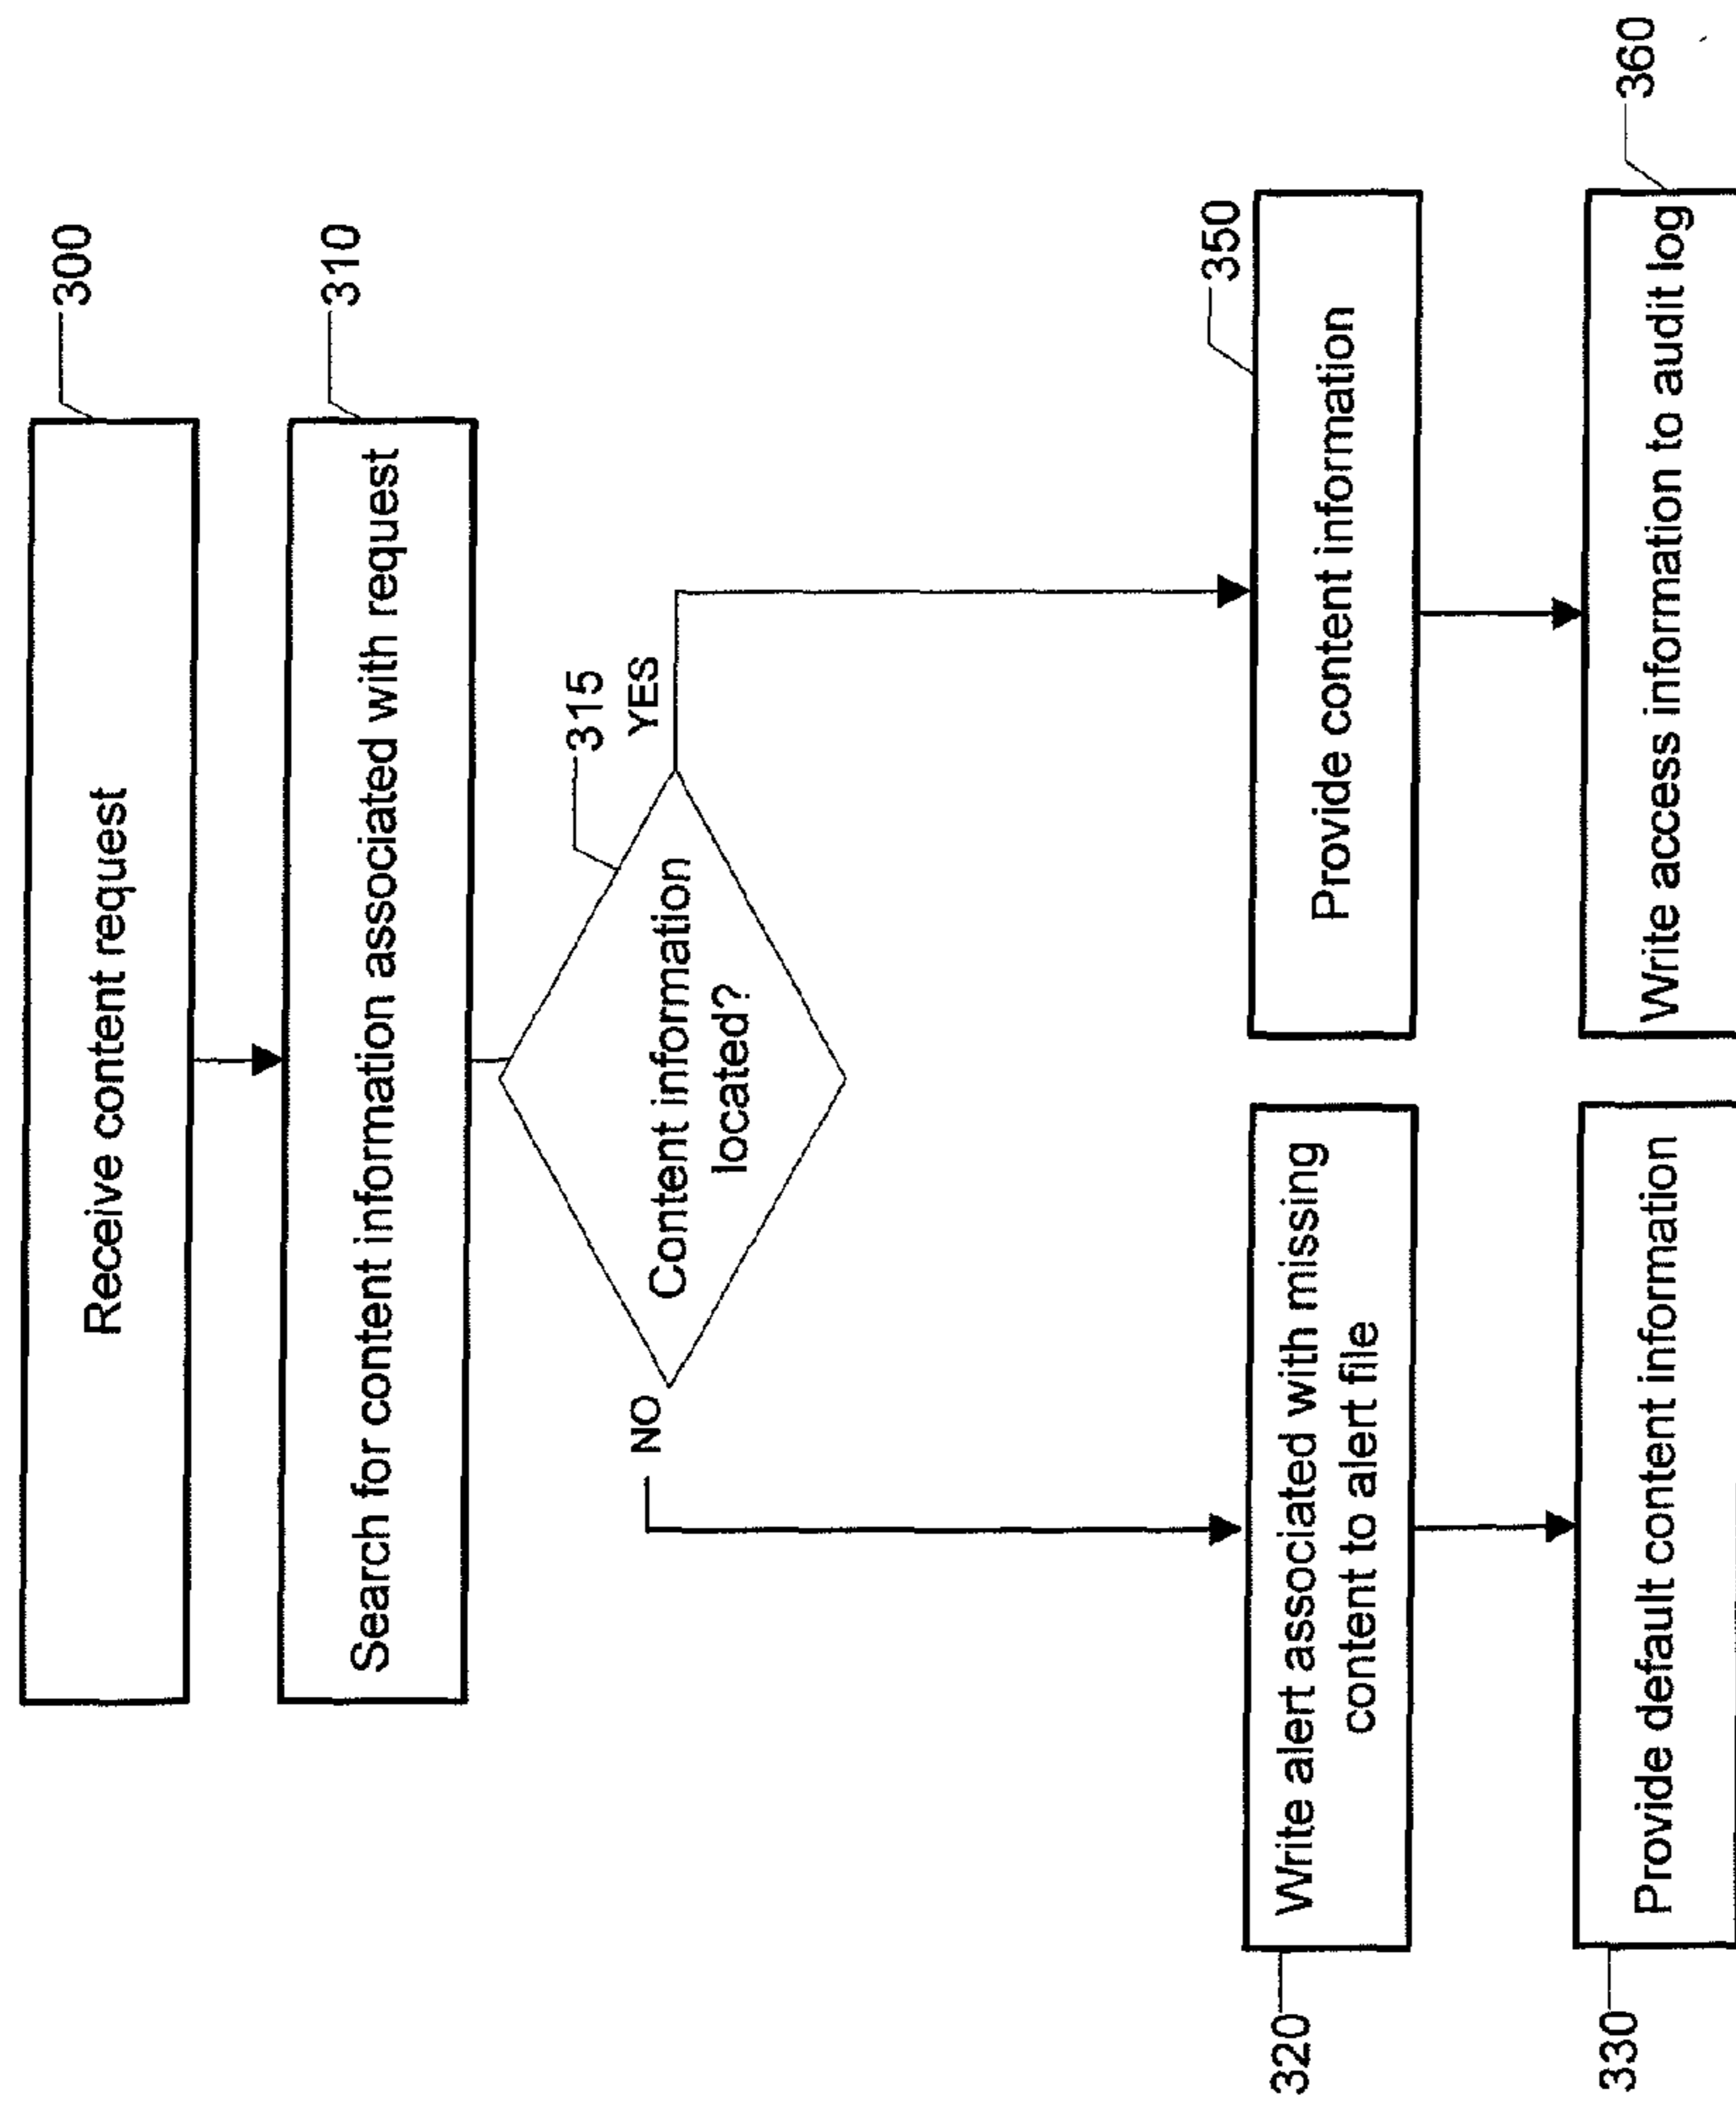 300
Receive content request
310
Search for content information associated with request
315
Content information
located?
YES
NO
350
Provide content information
360
Write access information to audit log
320
Write alert associated with missing
content to alert file
330
Provide default content information